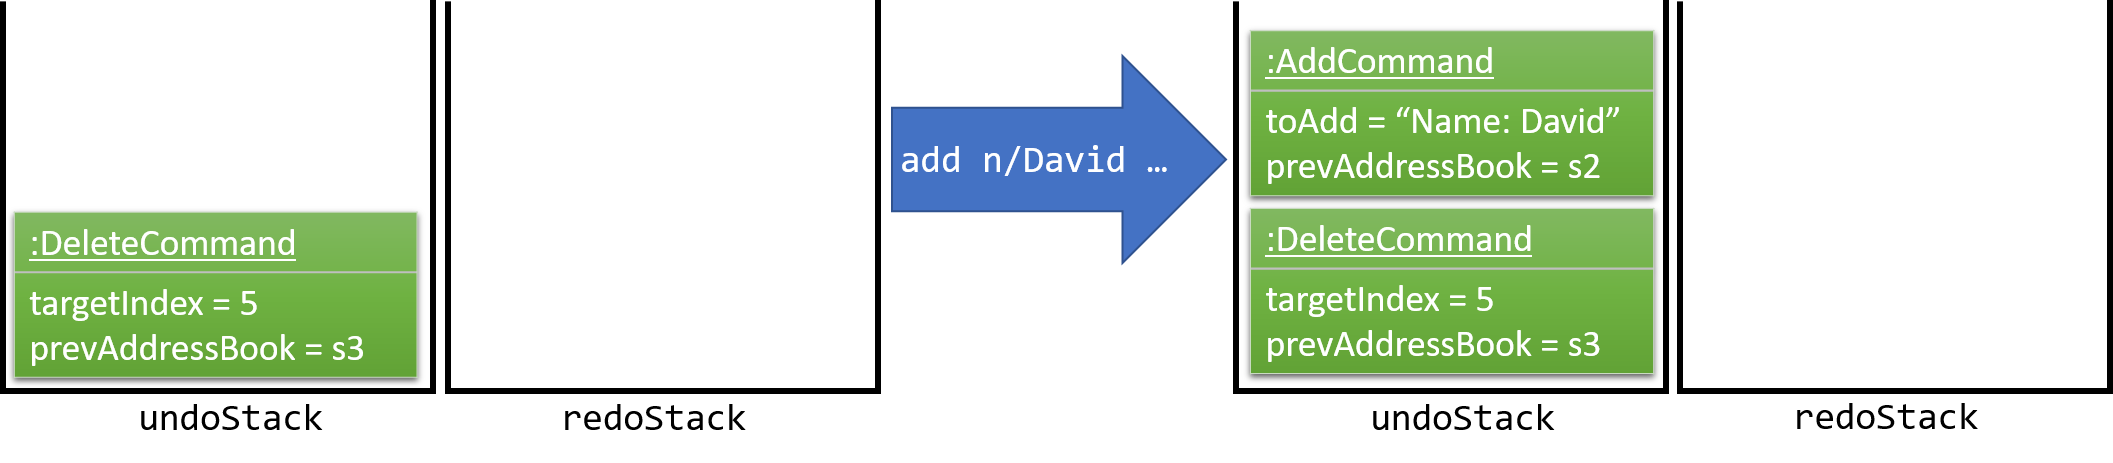 :DeleteCommand
targetIndex = 5
prevAddressBook = s3
undoStack
redoStack
add n/David …
:AddCommand
toAdd = “Name: David”
prevAddressBook = s2
:DeleteCommand
targetIndex = 5
prevAddressBook = s3
undoStack
redoStack